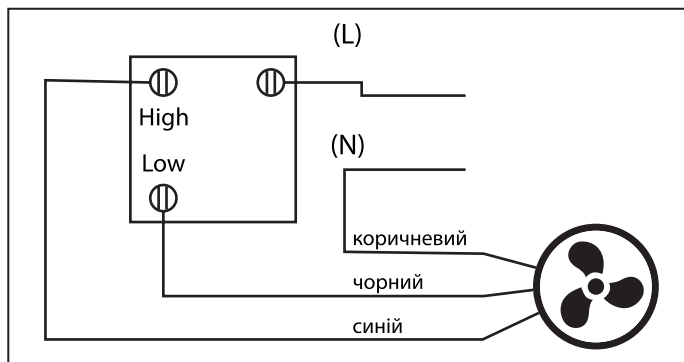 (L)
High
(N)
Low
коричневий
чорний
синій